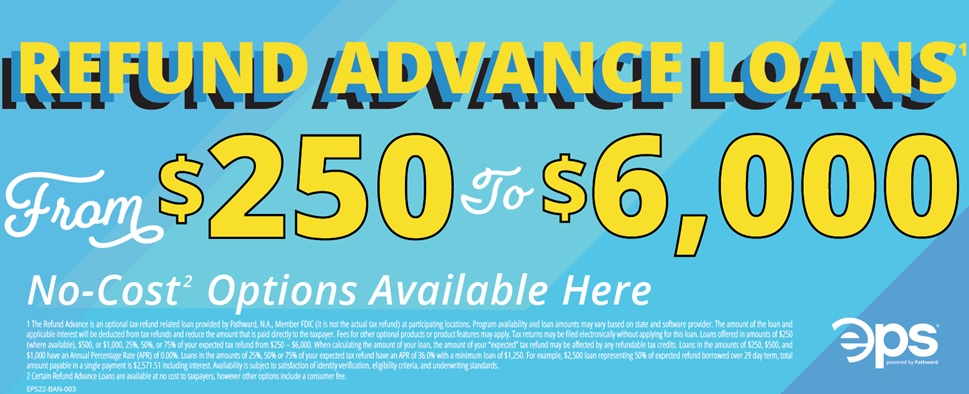 REFUND ADVANCE LOANS¹
From $250 To $6,000
No-Cost² Options Available Here
1 The Refund Advance is an optional tax-refund related loan provided by Pathward, N.A., Member FDIC (it is not the actual tax refund) at participating locations. Program availability and loan amounts may vary based on state and software provider. The amount of the loan and
applicable interest will be deducted from tax refunds and reduce the amount that is paid directly to the taxpayer. Fees for other optional products or product features may apply. Tax returns may be filed electronically without applying for this loan. Loans offered in amounts of $250
(where available), $500, or $1,000, 25%, 50%, or 75% of your expected tax refund from $250 – $6,000. When calculating the amount of your loan, the amount of your “expected” tax refund may be affected by any refundable tax credits. Loans in the amounts of $250, $500, and
$1,000 have an Annual Percentage Rate (APR) of 0.00%. Loans in the amounts of 25%, 50% or 75% of your expected tax refund have an APR of 36.0% with a minimum loan of $1,250. For example, $2,500 loan representing 50% of expected refund borrowed over 29 day term, total
amount payable in a single payment is $2,571.51 including interest. Availability is subject to satisfaction of identity verification, eligibility criteria, and underwriting standards.
2 Certain Refund Advance Loans are available at no cost to taxpayers, however other options include a consumer fee.
EPS22-BAN-003
eps®
powered by Pathward